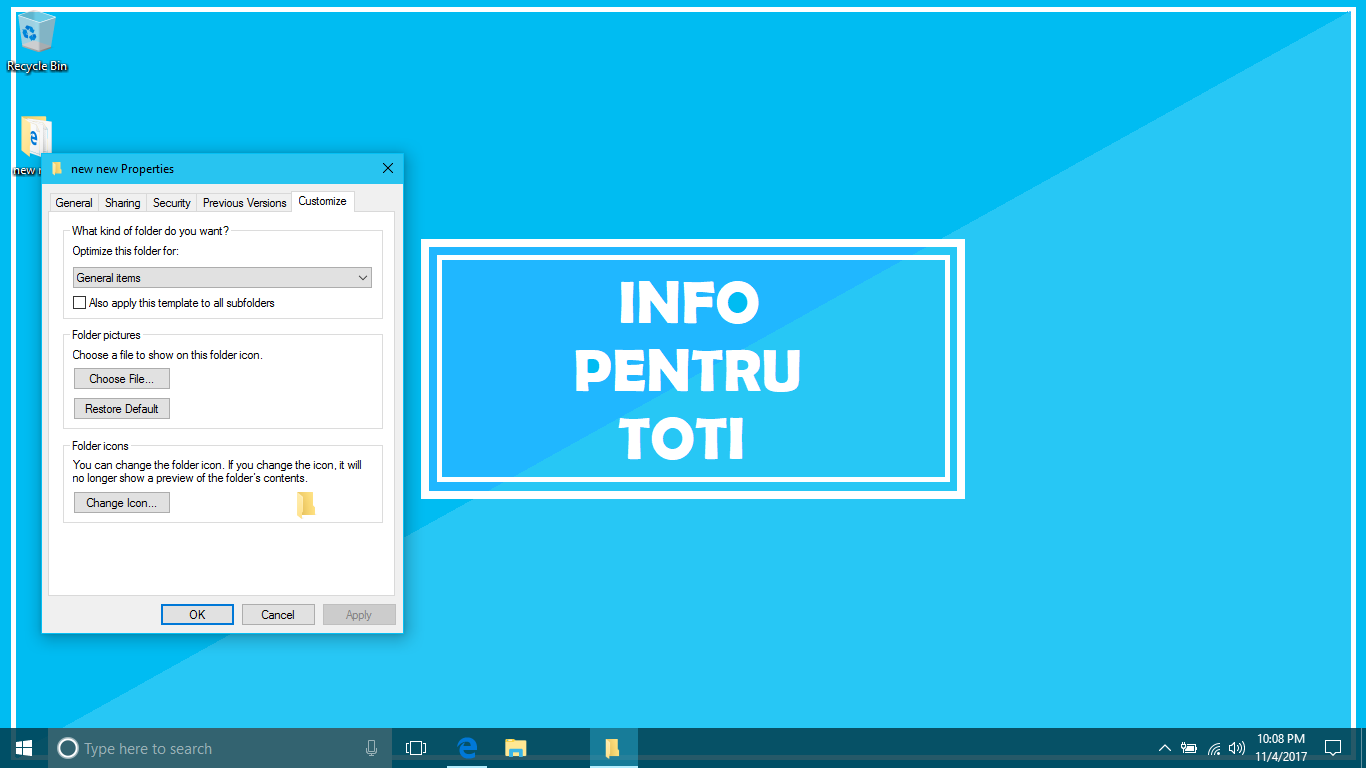 Recycle Bin
new
new new Properties
General
Sharing
Security
Previous Versions
Customize
What kind of folder do you want?
Optimize this folder for:
General items
Also apply this template to all subfolders
Folder pictures
Choose a file to show on this folder icon.
Choose File...
Restore Default
Folder icons
You can change the folder icon. If you change the icon, it will
no longer show a preview of the folder's contents.
Change Icon...
OK
Cancel
Apply
INFO
PENTRU
TOTI
Type here to search
10:08 PM
11/4/2017